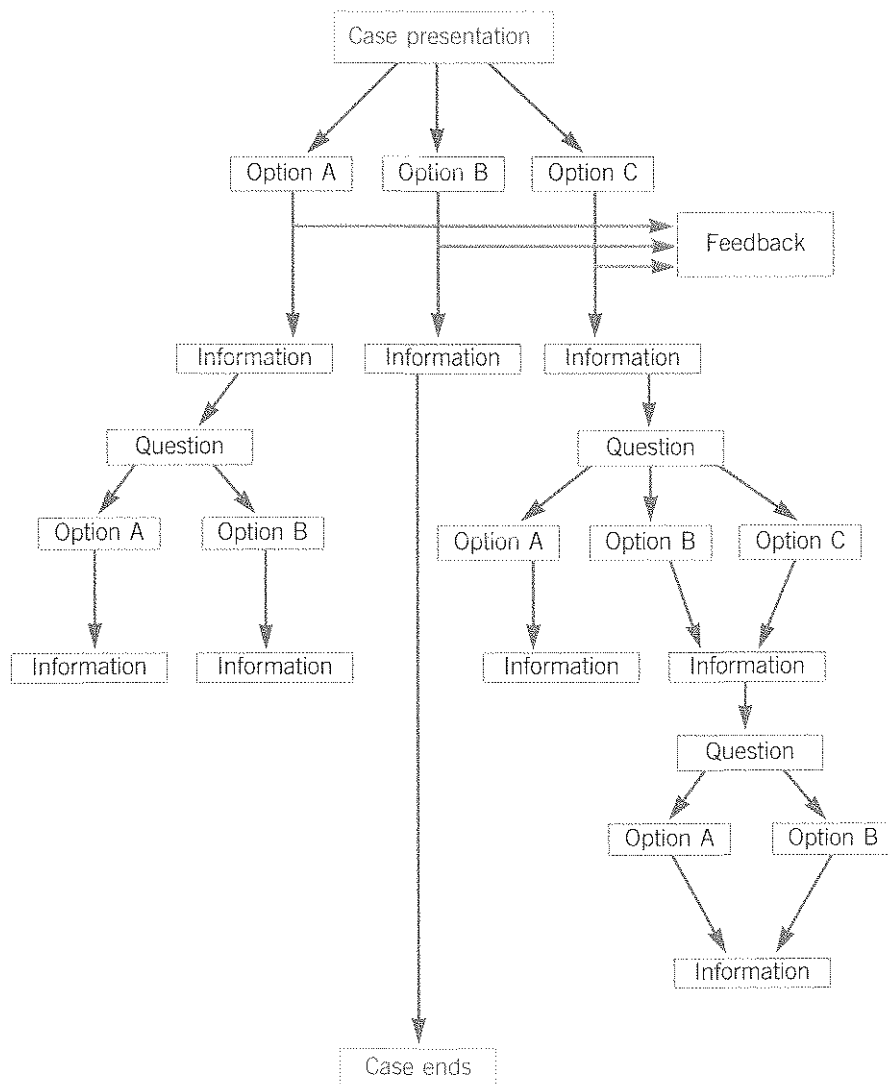 Case presentation
Option A Option B Option C
Feedback
Information Information Information
Question Question
Option A Option B Option A Option B Option C
Information Information Information Information
Question
Option A Option B
Information
Case ends